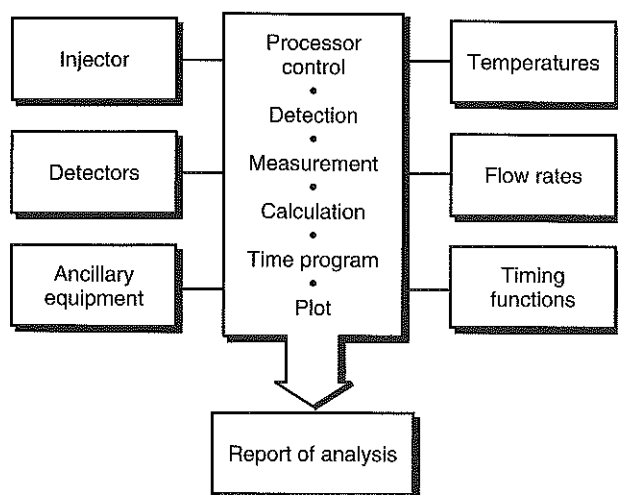 Injector
Detectors
Ancillary
equipment
Processor
control
•
Detection
•
Measurement
•
Calculation
•
Time program
•
Plot
Temperatures
Flow rates
Timing
functions
Report of analysis